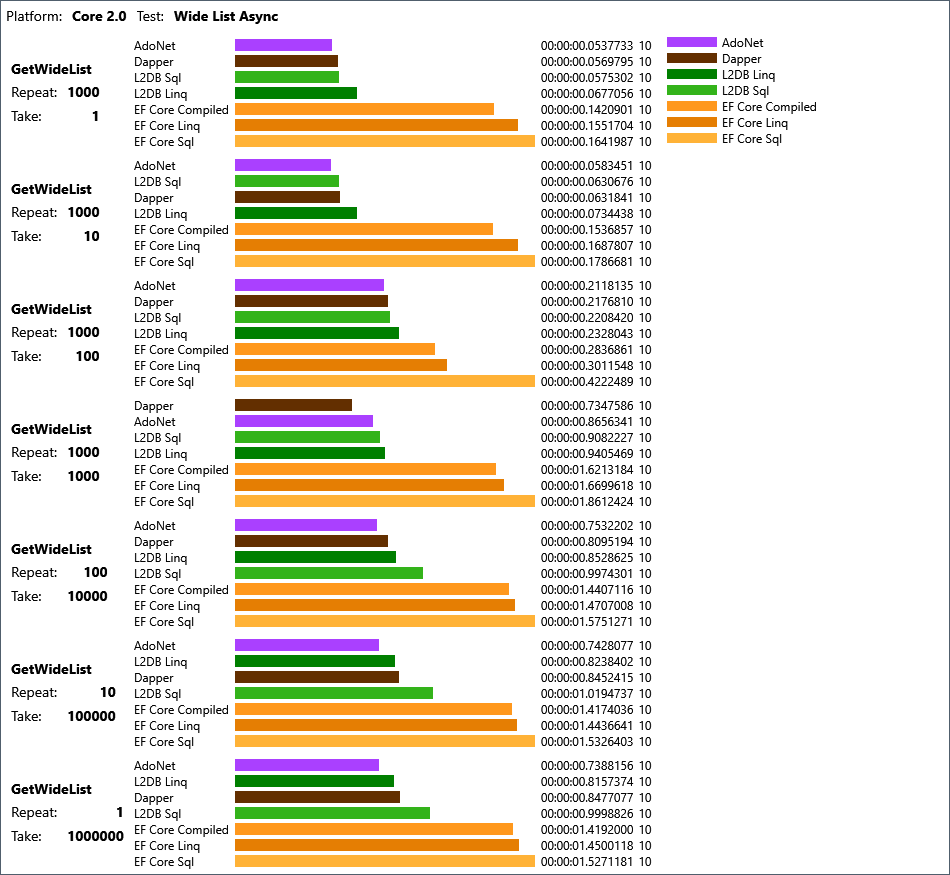 Platform: Core 2.0 Test: Wide List Async
AdoNet 00:00:00.0537733 10
Dapper 00:00:00.0569795 10
L2DB Sql 00:00:00.0575302 10
L2DB Linq 00:00:00.0677056 10
EF Core Compiled 00:00:00.1420901 10
EF Core Linq 00:00:00.1551704 10
EF Core Sql 00:00:00.1641987 10
GetWideList
Repeat: 1000
Take: 1
AdoNet
Dapper
L2DB Linq
L2DB Sql
EF Core Compiled
EF Core Linq
EF Core Sql
AdoNet 00:00:00.0583451 10
L2DB Sql 00:00:00.0630676 10
Dapper 00:00:00.0631841 10
L2DB Linq 00:00:00.0734438 10
EF Core Compiled 00:00:00.1536857 10
EF Core Linq 00:00:00.1687807 10
EF Core Sql 00:00:00.1786681 10
GetWideList
Repeat: 1000
Take: 10
AdoNet 00:00:00.2118135 10
Dapper 00:00:00.2176810 10
L2DB Sql 00:00:00.2208420 10
L2DB Linq 00:00:00.2328043 10
EF Core Compiled 00:00:00.2836861 10
EF Core Linq 00:00:00.3011548 10
EF Core Sql 00:00:00.4222489 10
GetWideList
Repeat: 1000
Take: 100
Dapper 00:00:00.7347586 10
AdoNet 00:00:00.8656341 10
L2DB Sql 00:00:00.9082227 10
L2DB Linq 00:00:00.9405469 10
EF Core Compiled 00:00:01.6213184 10
EF Core Linq 00:00:01.6699618 10
EF Core Sql 00:00:01.8612424 10
GetWideList
Repeat: 1000
Take: 1000
AdoNet 00:00:00.7532202 10
Dapper 00:00:00.8095194 10
L2DB Linq 00:00:00.8528625 10
L2DB Sql 00:00:00.9974301 10
EF Core Compiled 00:00:01.4407116 10
EF Core Linq 00:00:01.4707008 10
EF Core Sql 00:00:01.5751271 10
GetWideList
Repeat: 100
Take: 10000
AdoNet 00:00:00.7428077 10
L2DB Linq 00:00:00.8238402 10
Dapper 00:00:00.8452415 10
L2DB Sql 00:00:01.0194737 10
EF Core Compiled 00:00:01.4174036 10
EF Core Linq 00:00:01.4436641 10
EF Core Sql 00:00:01.5326403 10
GetWideList
Repeat: 10
Take: 100000
AdoNet 00:00:00.7388156 10
L2DB Linq 00:00:00.8157374 10
Dapper 00:00:00.8477077 10
L2DB Sql 00:00:00.9998826 10
EF Core Compiled 00:00:01.4192000 10
EF Core Linq 00:00:01.4500118 10
EF Core Sql 00:00:01.5271181 10
GetWideList
Repeat: 1
Take: 1000000